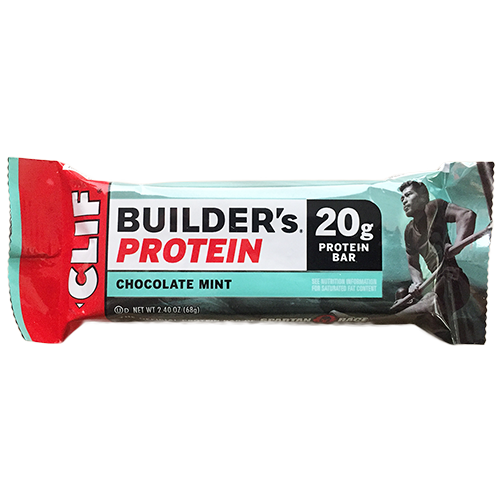 CLIF
BUILDER's®
PROTEIN
CHOCOLATE MINT
20g
PROTEIN
BAR
SEE NUTRITION INFORMATION
FOR SATURATED FAT CONTENT
U D NET WT 2.40 OZ (68g)
SPARTAN RACE